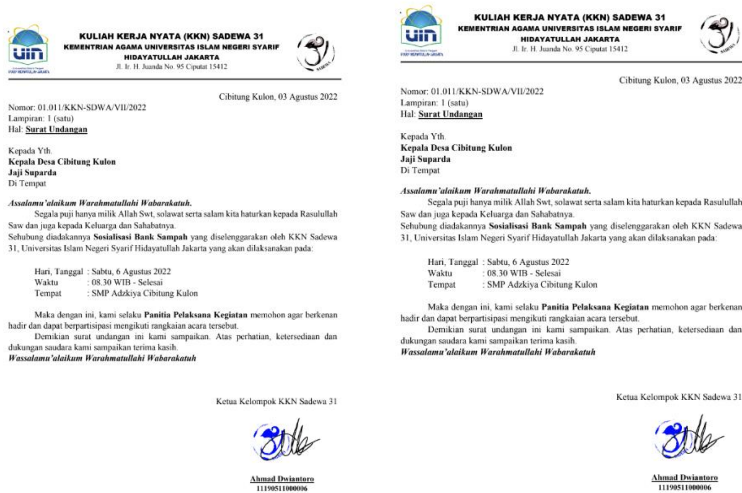 KULIAH KERJA NYATA (KKN) SADEWA 31
KEMENTRIAN AGAMA UNIVERSITAS ISLAM NEGERI SYARIF
HIDAYATULLAH JAKARTA
Jl. Ir. H. Juanda No. 95 Ciputat 15412
uin
Cibitung Kulon, 03 Agustus 2022
Nomor: 01.011/KKN-SDWA/VII/2022
Lampiran: 1 (satu)
Hal: Surat Undangan
Kepada Yth.
Kepala Desa Cibitung Kulon
Jaji Suparda
Di Tempat
Assalamu'alaikum Warahmatullahi Wabarakatuh.
Segala puji hanya milik Allah Swt, solawat serta salam kita haturkan kepada Rasulullah
Saw dan juga kepada Keluarga dan Sahabatnya.
Sehubung diadakannya Sosialisasi Bank Sampah yang diselenggarakan oleh KKN Sadewa
31, Universitas Islam Negeri Syarif Hidayatullah Jakarta yang akan dilaksanakan pada:
Hari, Tanggal : Sabtu, 6 Agustus 2022
Waktu : 08.30 WIB - Selesai
Tempat : SMP Adzkiya Cibitung Kulon
Maka dengan ini, kami selaku Panitia Pelaksana Kegiatan memohon agar berkenan
hadir dan dapat berpartisipasi mengikuti rangkaian acara tersebut.
Demikian surat undangan ini kami sampaikan. Atas perhatian, ketersediaan dan
dukungan saudara kami sampaikan terima kasih.
Wassalamu'alaikum Warahmatullahi Wabarakatuh
Ketua Kelompok KKN Sadewa 31
Ahmad Dwiantoro
11190511000006
KULIAH KERJA NYATA (KKN) SADEWA 31
KEMENTRIAN AGAMA UNIVERSITAS ISLAM NEGERI SYARIF
HIDAYATULLAH JAKARTA
Jl. Ir. H. Juanda No. 95 Ciputat 15412
uin
Cibitung Kulon, 03 Agustus 2022
Nomor: 01.011/KKN-SDWA/VII/2022
Lampiran: 1 (satu)
Hal: Surat Undangan
Kepada Yth.
Kepala Desa Cibitung Kulon
Jaji Suparda
Di Tempat
Assalamu'alaikum Warahmatullahi Wabarakatuh.
Segala puji hanya milik Allah Swt, solawat serta salam kita haturkan kepada Rasulullah
Saw dan juga kepada Keluarga dan Sahabatnya.
Sehubung diadakannya Sosialisasi Bank Sampah yang diselenggarakan oleh KKN Sadewa
31, Universitas Islam Negeri Syarif Hidayatullah Jakarta yang akan dilaksanakan pada:
Hari, Tanggal : Sabtu, 6 Agustus 2022
Waktu : 08.30 WIB - Selesai
Tempat : SMP Adzkiya Cibitung Kulon
Maka dengan ini, kami selaku Panitia Pelaksana Kegiatan memohon agar berkenan
hadir dan dapat berpartisipasi mengikuti rangkaian acara tersebut.
Demikian surat undangan ini kami sampaikan. Atas perhatian, ketersediaan dan
dukungan saudara kami sampaikan terima kasih.
Wassalamu'alaikum Warahmatullahi Wabarakatuh
Ketua Kelompok KKN Sadewa 31
Ahmad Dwiantoro
11190511000006